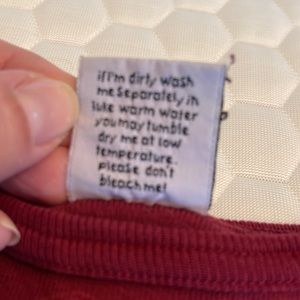 if I'm dirty wash
me separately in
luke warm water
you may tumble
dry me at low
temperature.
please don't
bleach me!